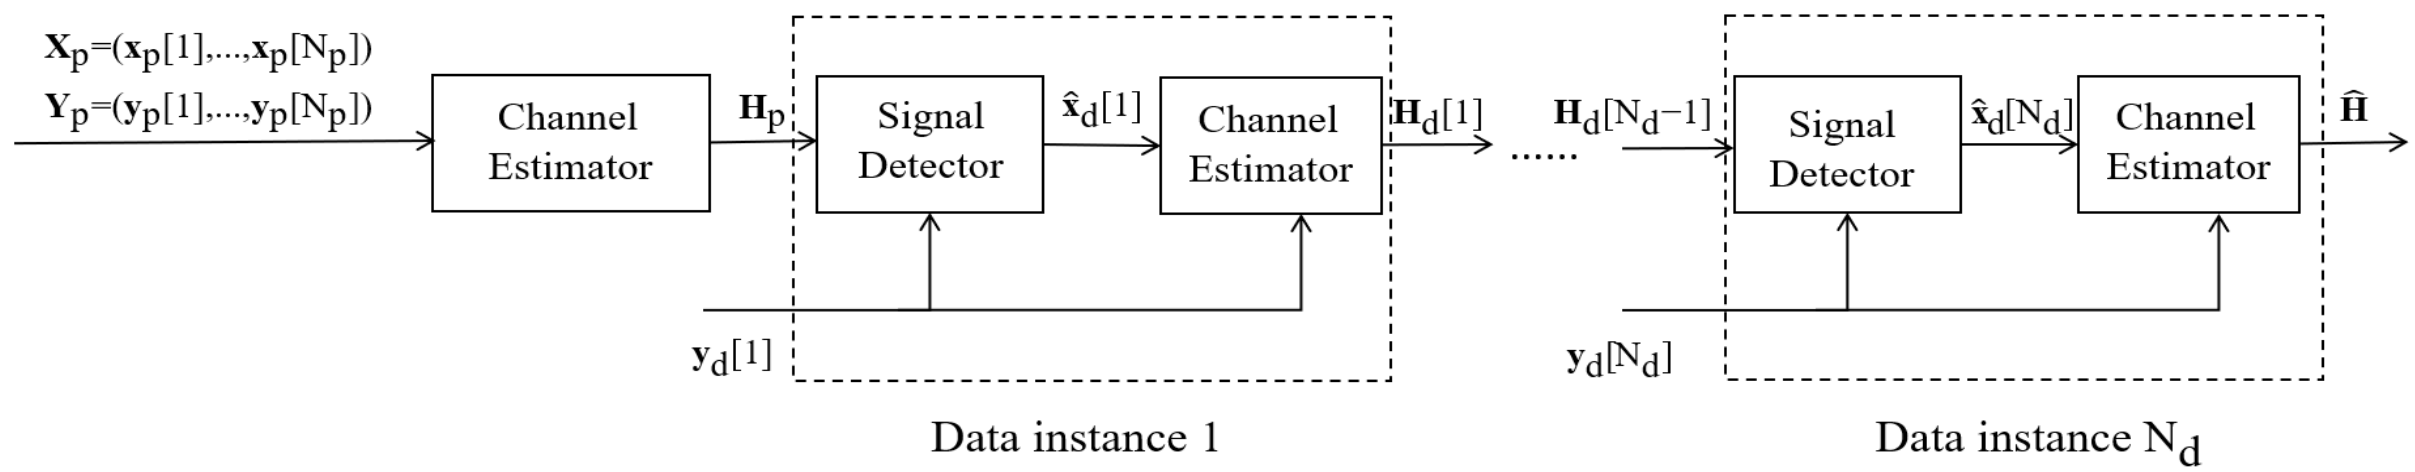 𝐗p=(𝐱p[1],...,𝐱p[Np])
𝐘p=(𝐲p[1],...,𝐲p[Np])
Channel
Estimator
𝐇p
Signal
Detector
𝐱̂d[1]
Channel
Estimator
𝐇d[1]
......
𝐇d[Nd−1]
Signal
Detector
𝐱̂d[Nd]
Channel
Estimator
𝐇̂
𝐲d[1]
𝐲d[Nd]
Data instance 1
Data instance Nd